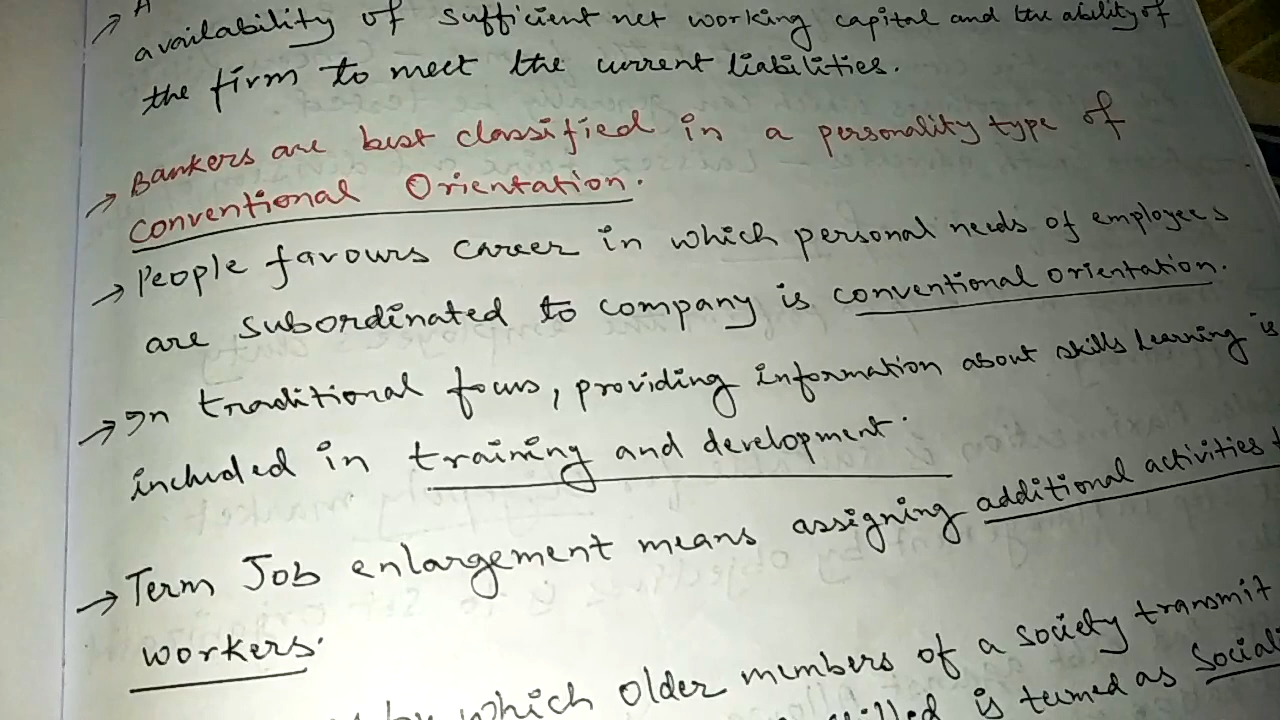 → A
availability of sufficient net working capital and the ability of
the firm to meet the current liabilities.
→ Bankers are best classified in a personality type of
Conventional Orientation.
→ People favours career in which personal needs of employees
are subordinated to company is conventional orientation.
→ In traditional focus, providing information about skills learning is
included in training and development.
→ Term Job enlargement means assigning additional activities
workers.
by which older members of a society transmit
is termed as Social